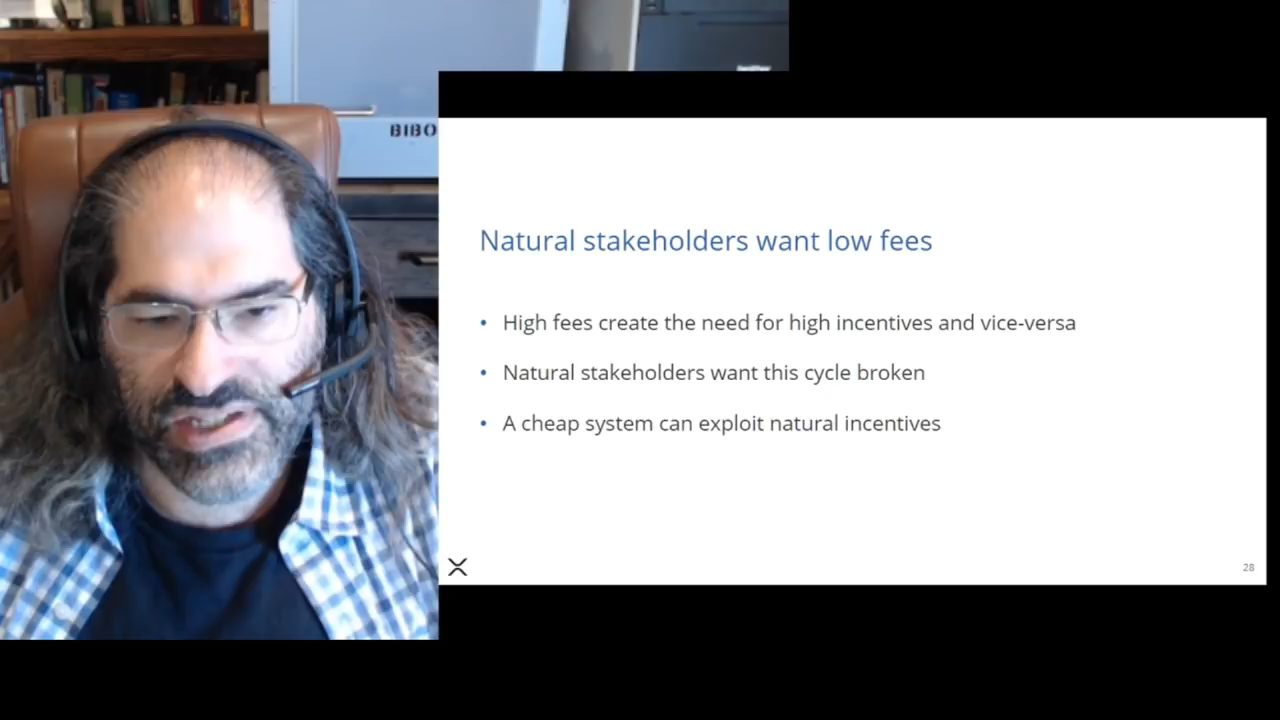 BIBO
Natural stakeholders want low fees
• High fees create the need for high incentives and vice-versa
• Natural stakeholders want this cycle broken
• A cheap system can exploit natural incentives
28